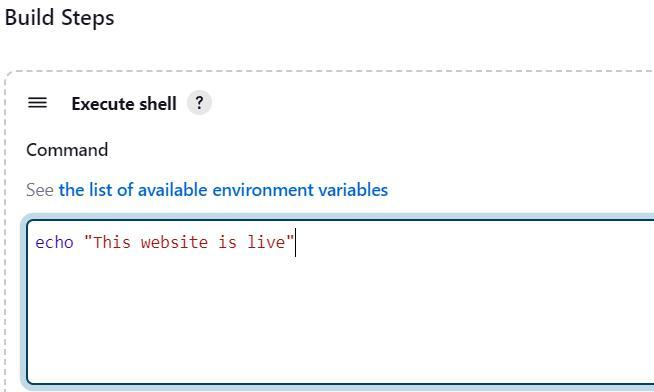 Build Steps
Execute shell ?
Command
See the list of available environment variables
echo "This website is live"